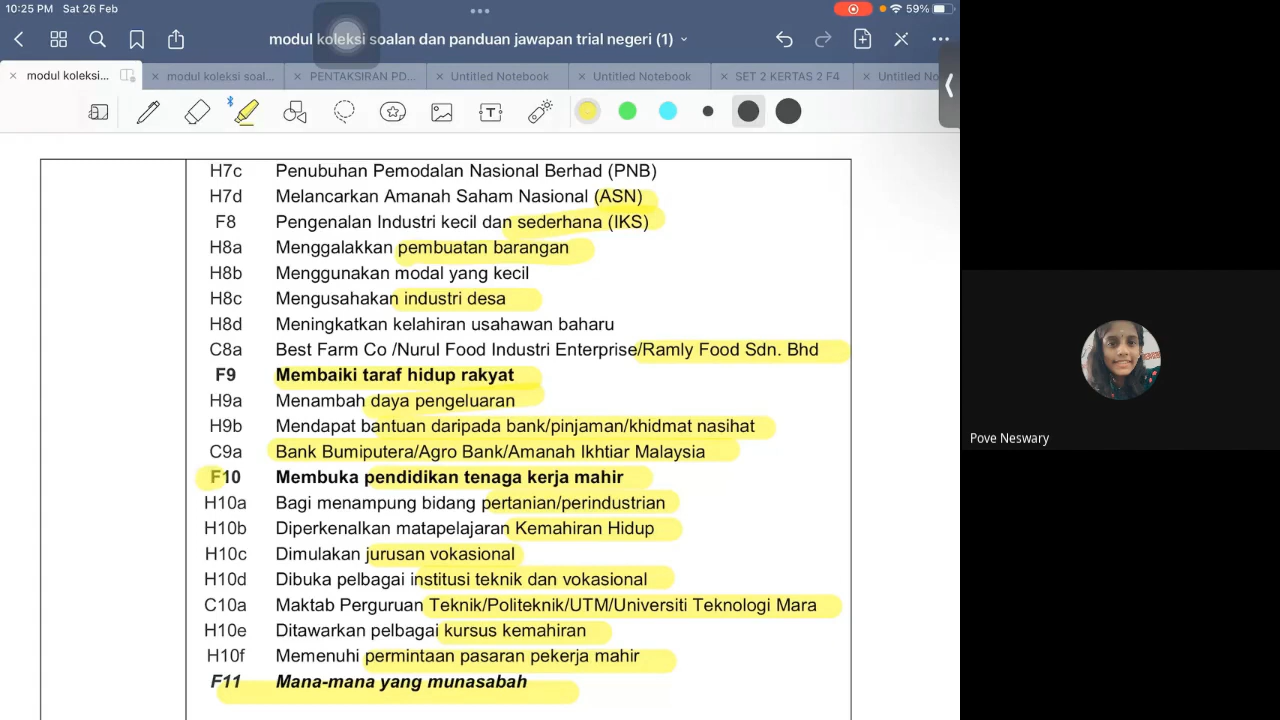 10:25 PM Sat 26 Feb
59%
modul koleksi soalan dan panduan jawapan trial negeri (1)
modul koleksi...
modul koleksi soal...
PENTAKSIRAN PD...
Untitled Notebook
Untitled Notebook
SET 2 KERTAS 2 F4
Untitled No
H7c Penubuhan Pemodalan Nasional Berhad (PNB)
H7d Melancarkan Amanah Saham Nasional (ASN)
F8 Pengenalan Industri kecil dan sederhana (IKS)
H8a Menggalakkan pembuatan barangan
H8b Menggunakan modal yang kecil
H8c Mengusahakan industri desa
H8d Meningkatkan kelahiran usahawan baharu
C8a Best Farm Co /Nurul Food Industri Enterprise/Ramly Food Sdn. Bhd
F9 Membaiki taraf hidup rakyat
H9a Menambah daya pengeluaran
H9b Mendapat bantuan daripada bank/pinjaman/khidmat nasihat
C9a Bank Bumiputera/Agro Bank/Amanah Ikhtiar Malaysia
F10 Membuka pendidikan tenaga kerja mahir
H10a Bagi menampung bidang pertanian/perindustrian
H10b Diperkenalkan matapelajaran Kemahiran Hidup
H10c Dimulakan jurusan vokasional
H10d Dibuka pelbagai institusi teknik dan vokasional
C10a Maktab Perguruan Teknik/Politeknik/UTM/Universiti Teknologi Mara
H10e Ditawarkan pelbagai kursus kemahiran
H10f Memenuhi permintaan pasaran pekerja mahir
F11 Mana-mana yang munasabah
Pove Neswary